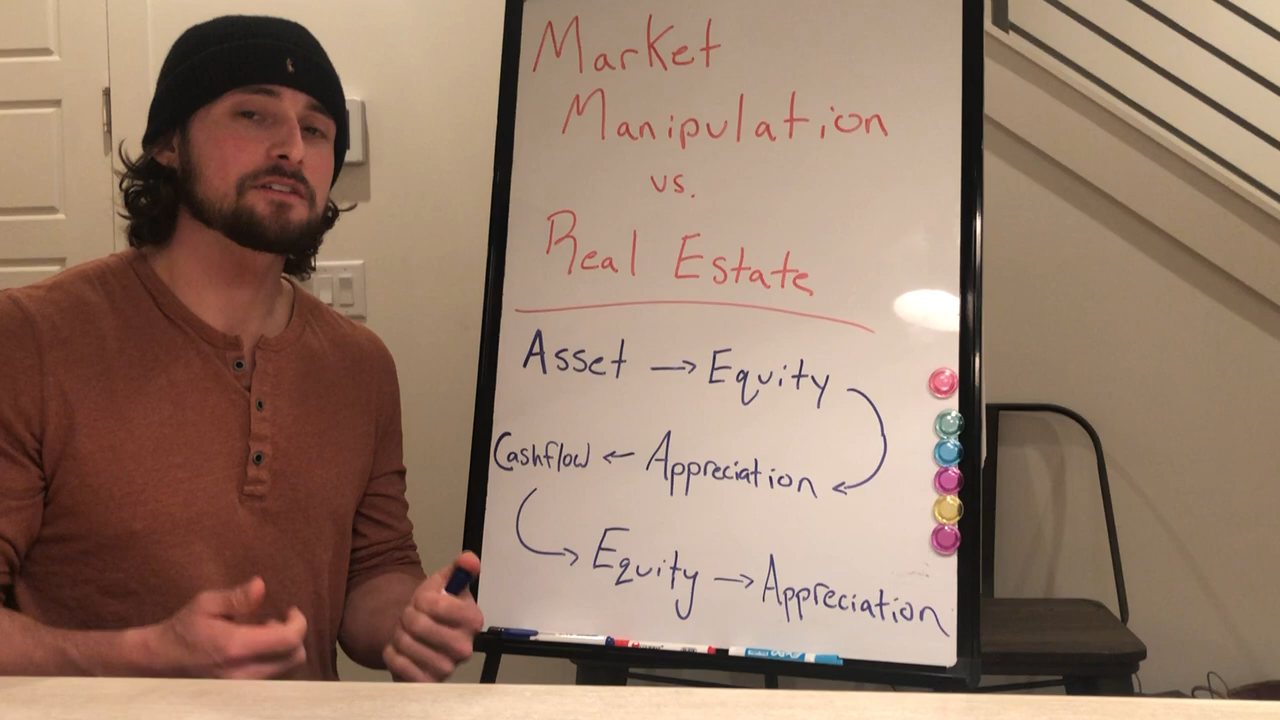 Market
Manipulation
vs.
Real Estate
Asset → Equity
Cashflow ← Appreciation
Equity → Appreciation